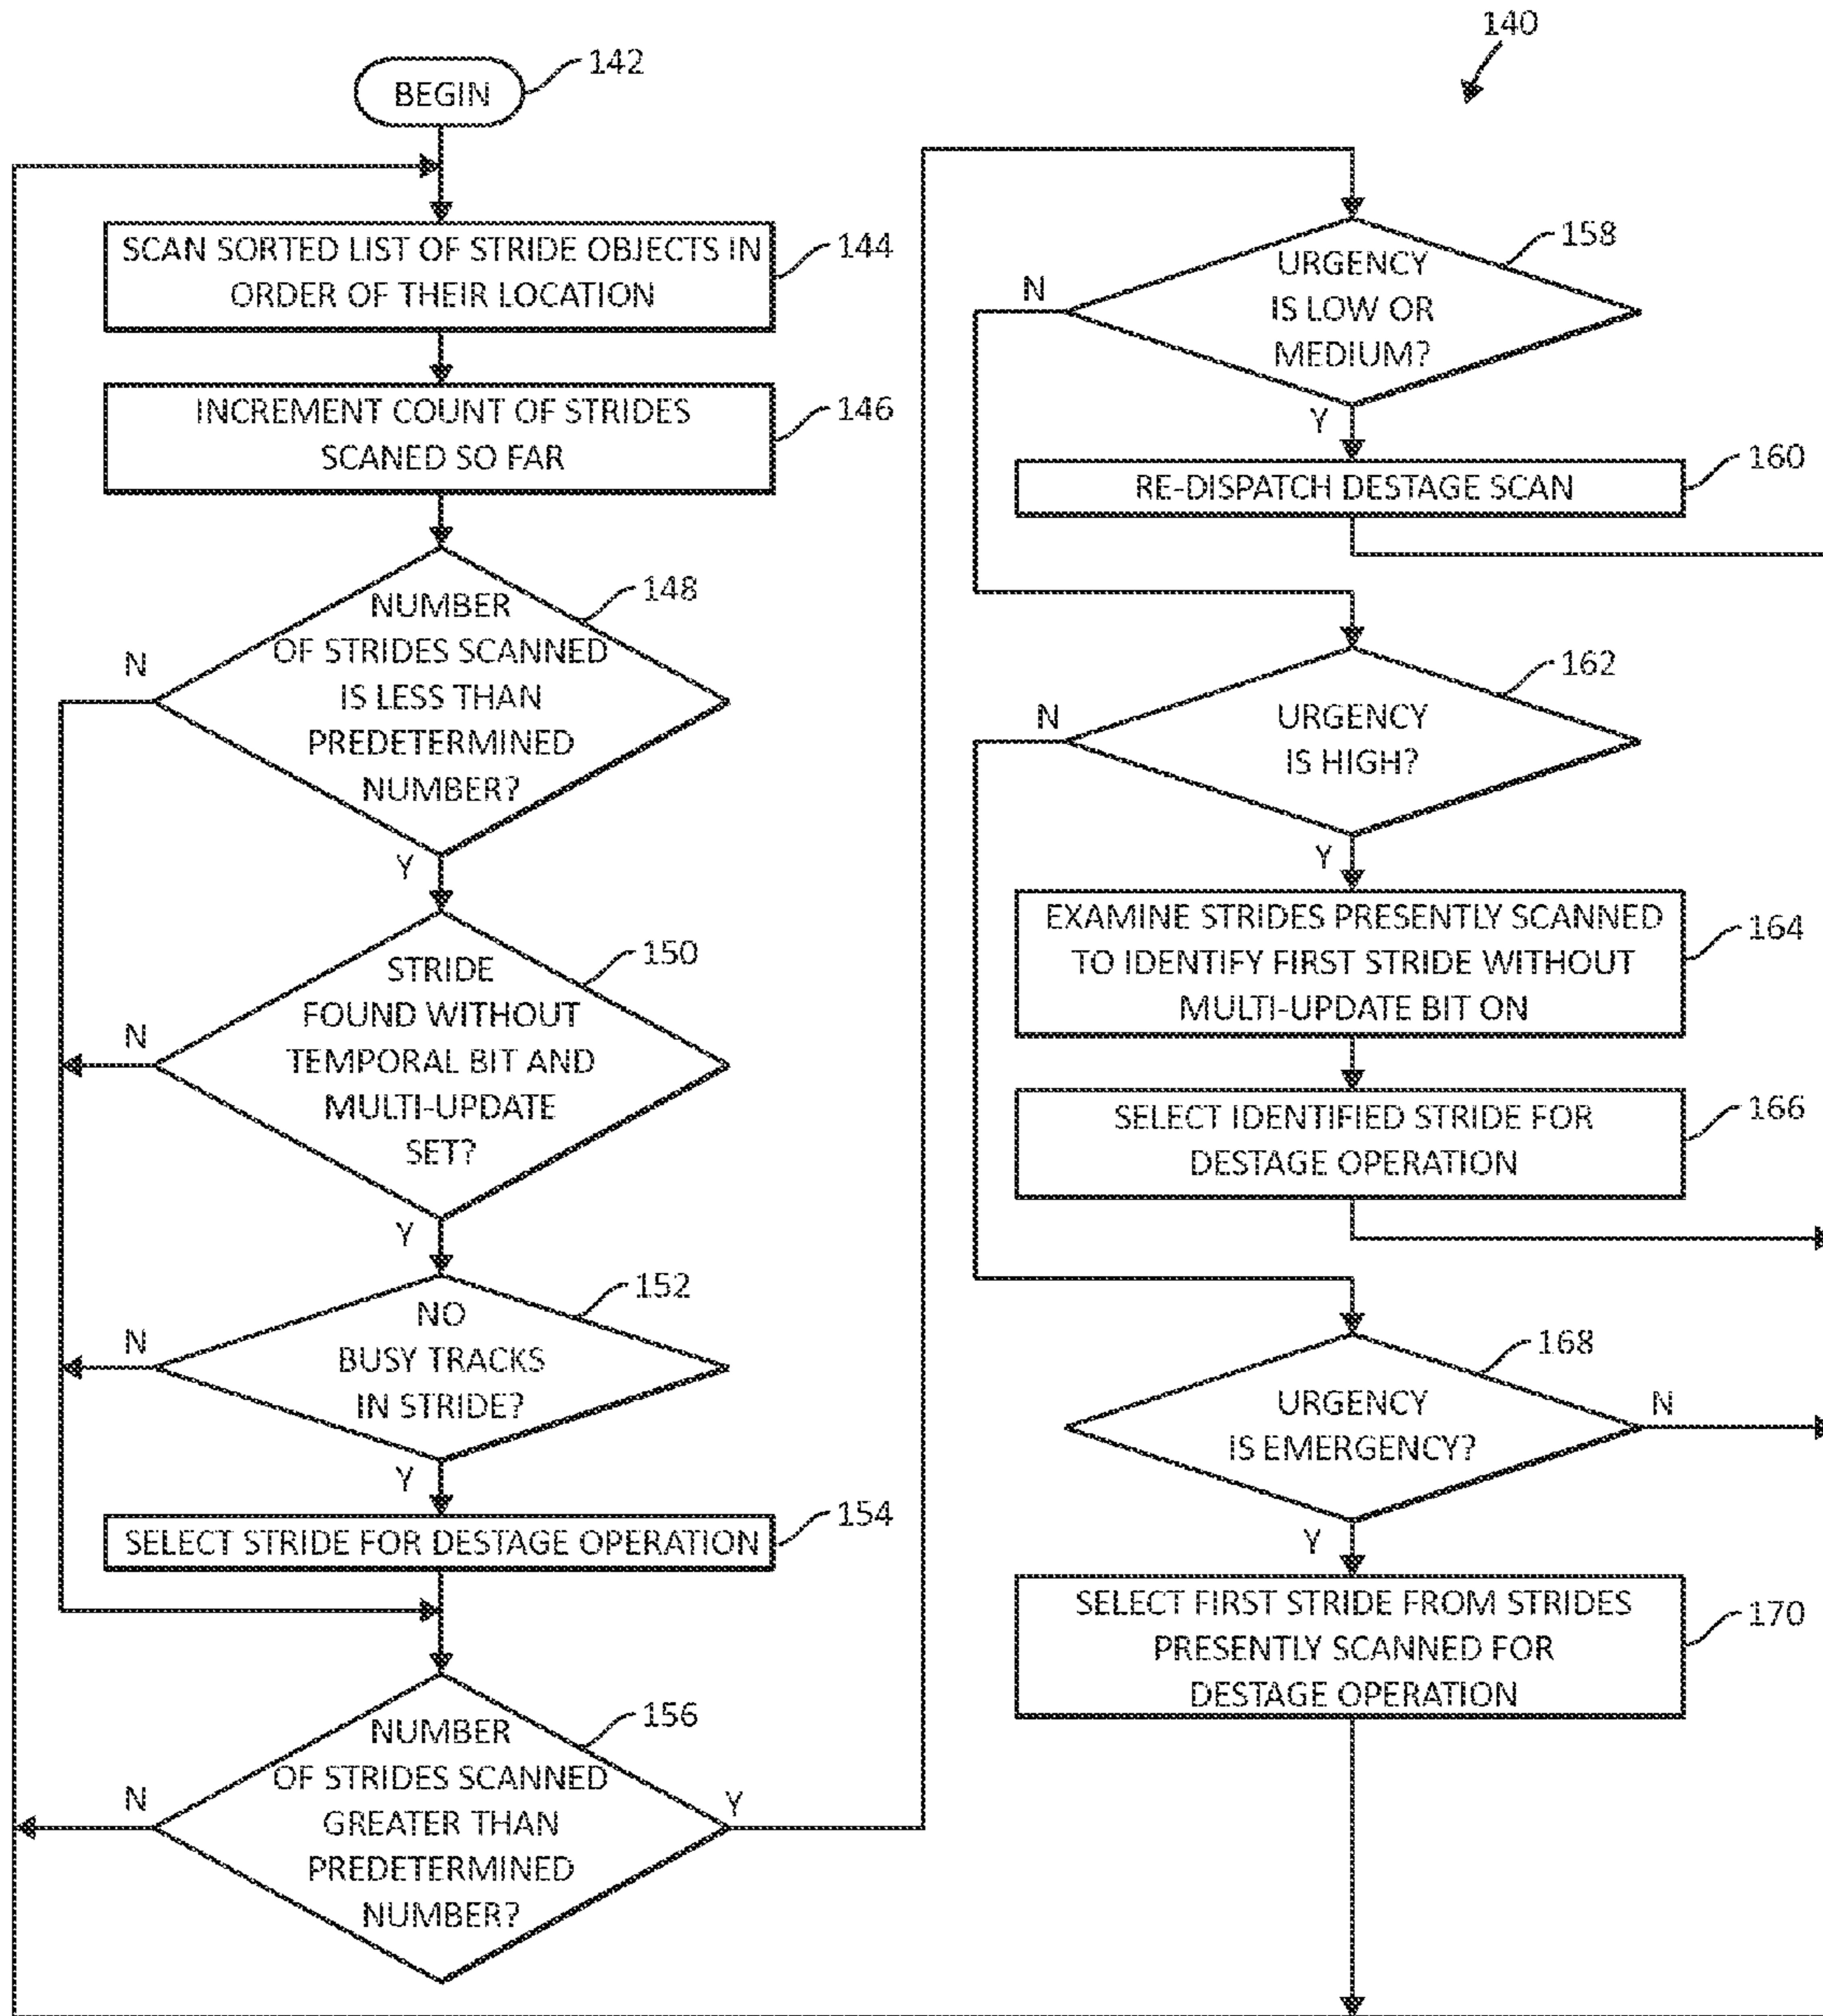 140
BEGIN
142
SCAN SORTED LIST OF STRIDE OBJECTS IN
ORDER OF THEIR LOCATION
144
INCREMENT COUNT OF STRIDES
SCANED SO FAR
146
NUMBER
OF STRIDES SCANNED
IS LESS THAN
PREDETERMINED
NUMBER?
148
N
Y
STRIDE
FOUND WITHOUT
TEMPORAL BIT AND
MULTI-UPDATE
SET?
150
N
Y
NO
BUSY TRACKS
IN STRIDE?
152
N
Y
SELECT STRIDE FOR DESTAGE OPERATION
154
NUMBER
OF STRIDES SCANNED
GREATER THAN
PREDETERMINED
NUMBER?
156
N
Y
URGENCY
IS LOW OR
MEDIUM?
158
N
Y
RE-DISPATCH DESTAGE SCAN
160
URGENCY
IS HIGH?
162
N
Y
EXAMINE STRIDES PRESENTLY SCANNED
TO IDENTIFY FIRST STRIDE WITHOUT
MULTI-UPDATE BIT ON
164
SELECT IDENTIFIED STRIDE FOR
DESTAGE OPERATION
166
URGENCY
IS EMERGENCY?
168
N
Y
SELECT FIRST STRIDE FROM STRIDES
PRESENTLY SCANNED FOR
DESTAGE OPERATION
170